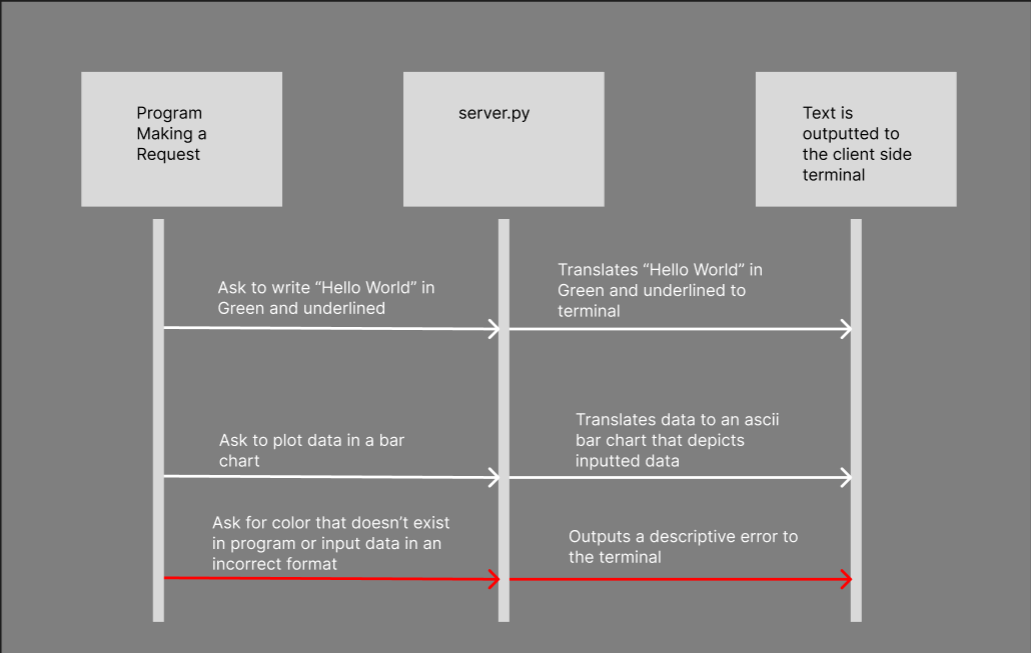 Program
Making a
Request
server.py
Text is
outputted to
the client side
terminal
Ask to write “Hello World” in
Green and underlined
Translates “Hello World” in
Green and underlined to
terminal
Ask to plot data in a bar
chart
Translates data to an ascii
bar chart that depicts
inputted data
Ask for color that doesn’t exist
in program or input data in an
incorrect format
Outputs a descriptive error to
the terminal